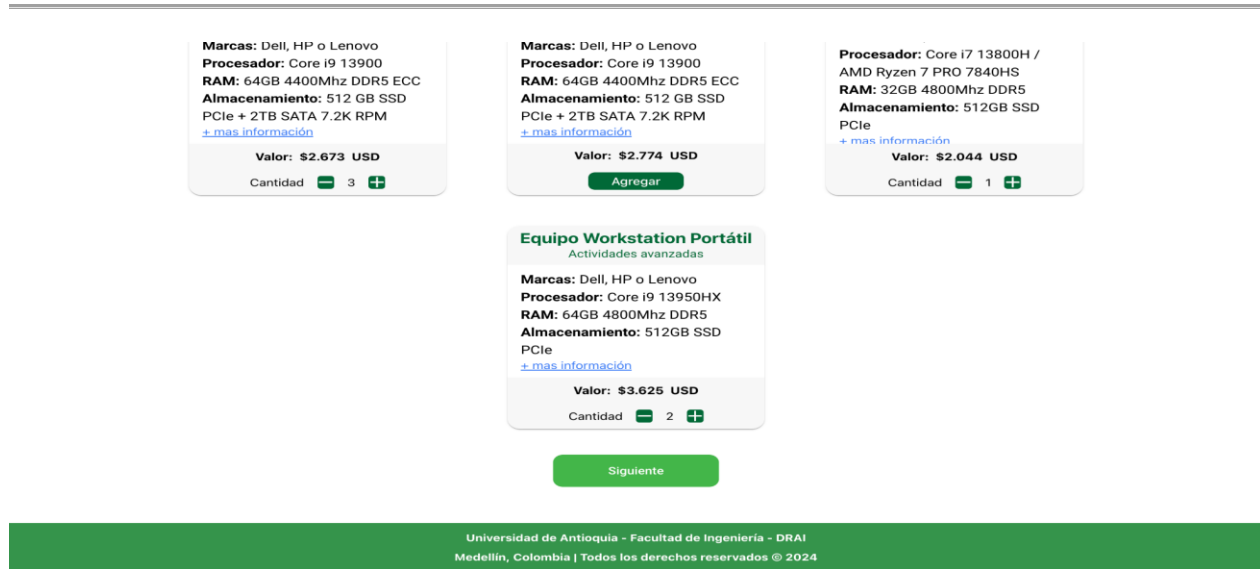 Marcas: Dell, HP o Lenovo
Procesador: Core i9 13900
RAM: 64GB 4400Mhz DDR5 ECC
Almacenamiento: 512 GB SSD
PCIe + 2TB SATA 7.2K RPM
+ mas información
Valor: $2.673 USD
Cantidad 3
Marcas: Dell, HP o Lenovo
Procesador: Core i9 13900
RAM: 64GB 4400Mhz DDR5 ECC
Almacenamiento: 512 GB SSD
PCIe + 2TB SATA 7.2K RPM
+ mas información
Valor: $2.774 USD
Agregar
Procesador: Core i7 13800H /
AMD Ryzen 7 PRO 7840HS
RAM: 32GB 4800Mhz DDR5
Almacenamiento: 512GB SSD
PCIe
+ mas información
Valor: $2.044 USD
Cantidad 1
Equipo Workstation Portátil
Actividades avanzadas
Marcas: Dell, HP o Lenovo
Procesador: Core i9 13950HX
RAM: 64GB 4800Mhz DDR5
Almacenamiento: 512GB SSD
PCIe
+ mas información
Valor: $3.625 USD
Cantidad 2
Siguiente
Universidad de Antioquia - Facultad de Ingeniería - DRAI
Medellín, Colombia | Todos los derechos reservados © 2024